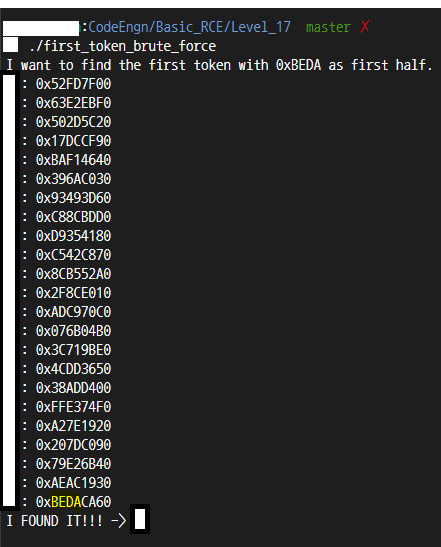 :CodeEngn/Basic_RCE/Level_17 master ✗
./first_token_brute_force
I want to find the first token with 0xBEDA as first half.
: 0x52FD7F00
: 0x63E2EBF0
: 0x502D5C20
: 0x17DCCF90
: 0xBAF14640
: 0x396AC030
: 0x93493D60
: 0xC88CBDD0
: 0xD9354180
: 0xC542C870
: 0x8CB552A0
: 0x2F8CE010
: 0xADC970C0
: 0x076B04B0
: 0x3C719BE0
: 0x4CDD3650
: 0x38ADD400
: 0xFFE374F0
: 0xA27E1920
: 0x207DC090
: 0x79E26B40
: 0xAEAC1930
: 0xBEDACA60
I FOUND IT!!! ->